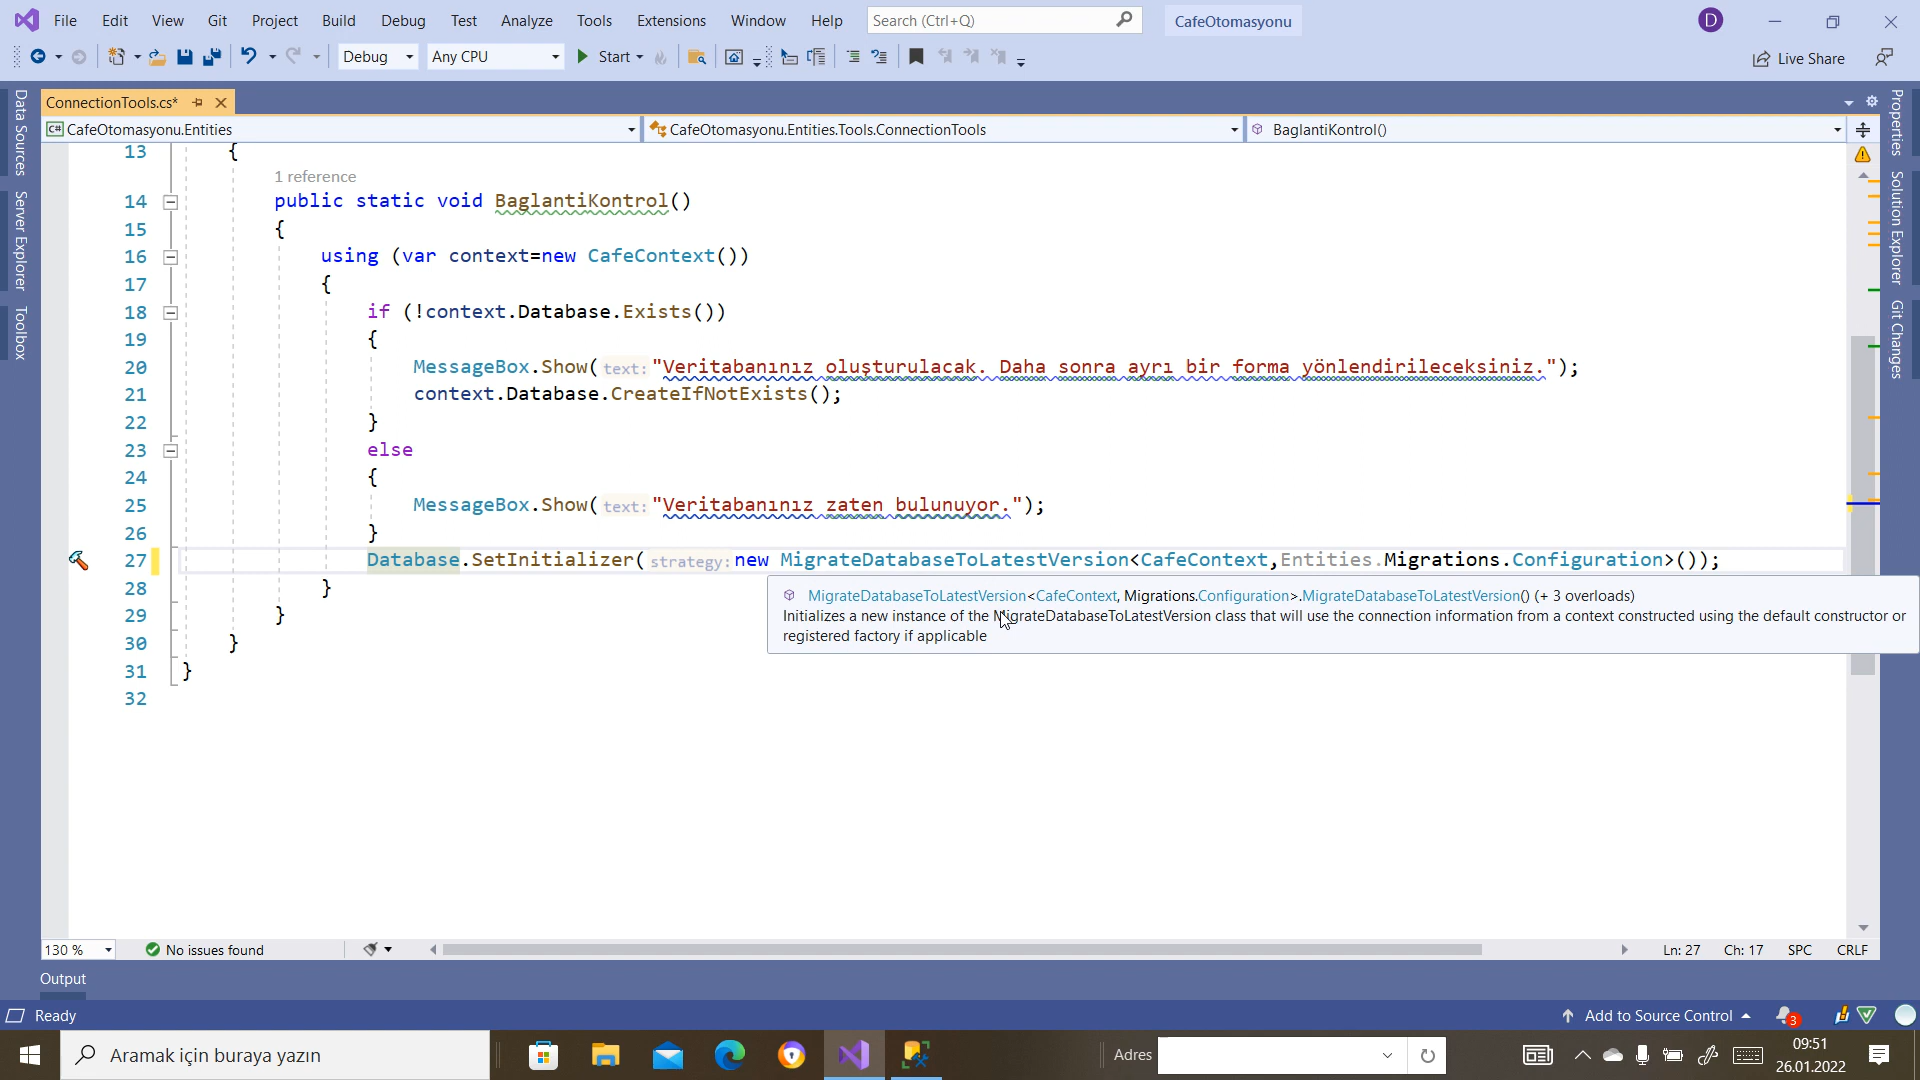 File Edit View Git Project Build Debug Test Analyze Tools Extensions Window Help Search (Ctrl+Q) CafeOtomasyonu D
Debug Any CPU Start Live Share
ConnectionTools.cs*
CafeOtomasyonu.Entities CafeOtomasyonu.Entities.Tools.ConnectionTools BaglantiKontrol()
Data Sources
Server Explorer
Toolbox
Properties
Solution Explorer
Git Changes
13 {
1 reference
14 public static void BaglantiKontrol()
15 {
16 using (var context=new CafeContext())
17 {
18 if (!context.Database.Exists())
19 {
20 MessageBox.Show(text: "Veritabanınız oluşturulacak. Daha sonra ayrı bir forma yönlendirileceksiniz.");
21 context.Database.CreateIfNotExists();
22 }
23 else
24 {
25 MessageBox.Show(text: "Veritabanınız zaten bulunuyor.");
26 }
27 Database.SetInitializer(strategy: new MigrateDatabaseToLatestVersion<CafeContext,Entities.Migrations.Configuration>());
28 }
MigrateDatabaseToLatestVersion<CafeContext, Migrations.Configuration>.MigrateDatabaseToLatestVersion() (+ 3 overloads)
Initializes a new instance of the MigrateDatabaseToLatestVersion class that will use the connection information from a context constructed using the default constructor or
registered factory if applicable
29 }
30 }
31 }
32
130 % No issues found Ln: 27 Ch: 17 SPC CRLF
Output
Ready Add to Source Control 3
Aramak için buraya yazın Adres 09:51
26.01.2022